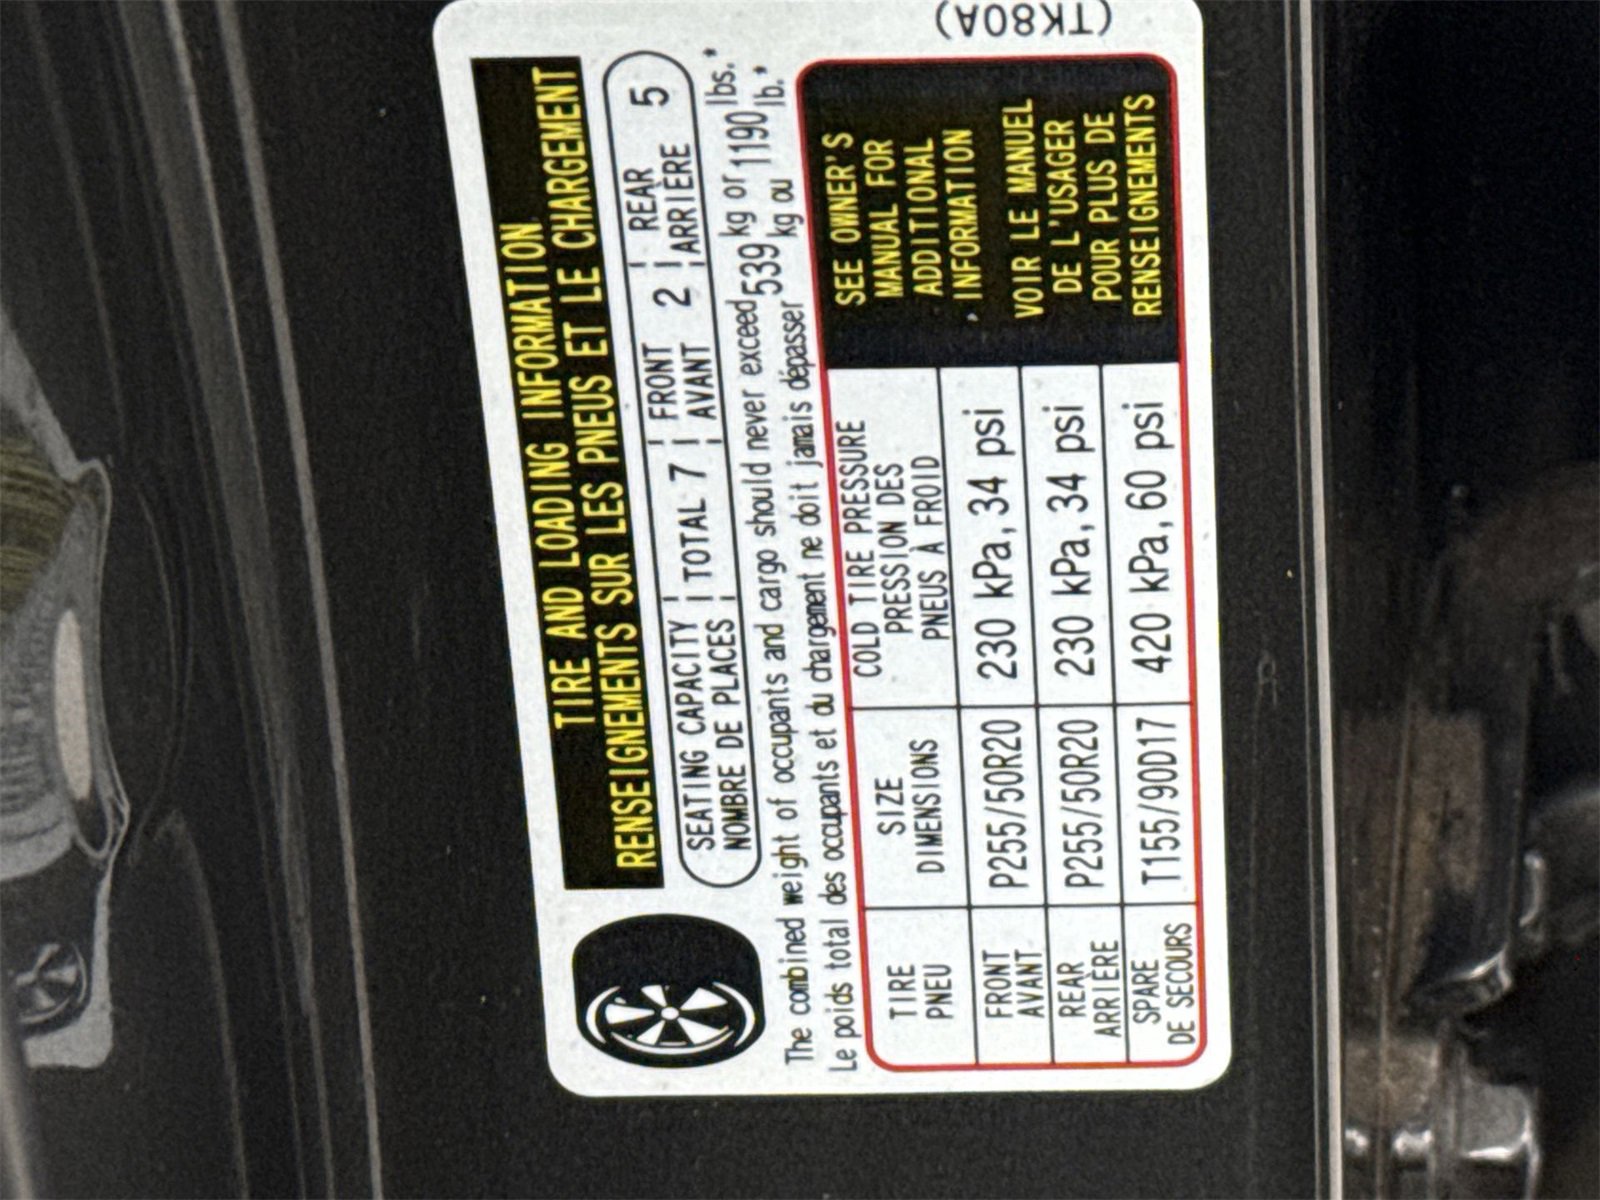 TIRE AND LOADING INFORMATION
RENSEIGNEMENTS SUR LES PNEUS ET LE CHARGEMENT
SEATING CAPACITY | TOTAL 7 | FRONT 2 | REAR 5
NOMBRE DE PLACES | AVANT | ARRIÈRE
The combined weight of occupants and cargo should never exceed 539 kg or 1190 lbs.*
Le poids total des occupants et du chargement ne doit jamais dépasser kg ou lb.*
TIRE
PNEU
SIZE
DIMENSIONS
COLD TIRE PRESSURE
PRESSION DES
PNEUS À FROID
FRONT
AVANT
P255/50R20
230 kPa, 34 psi
REAR
ARRIÈRE
P255/50R20
230 kPa, 34 psi
SPARE
DE SECOURS
T155/90D17
420 kPa, 60 psi
SEE OWNER'S
MANUAL FOR
ADDITIONAL
INFORMATION
VOIR LE MANUEL
DE L'USAGER
POUR PLUS DE
RENSEIGNEMENTS
(TK80A)